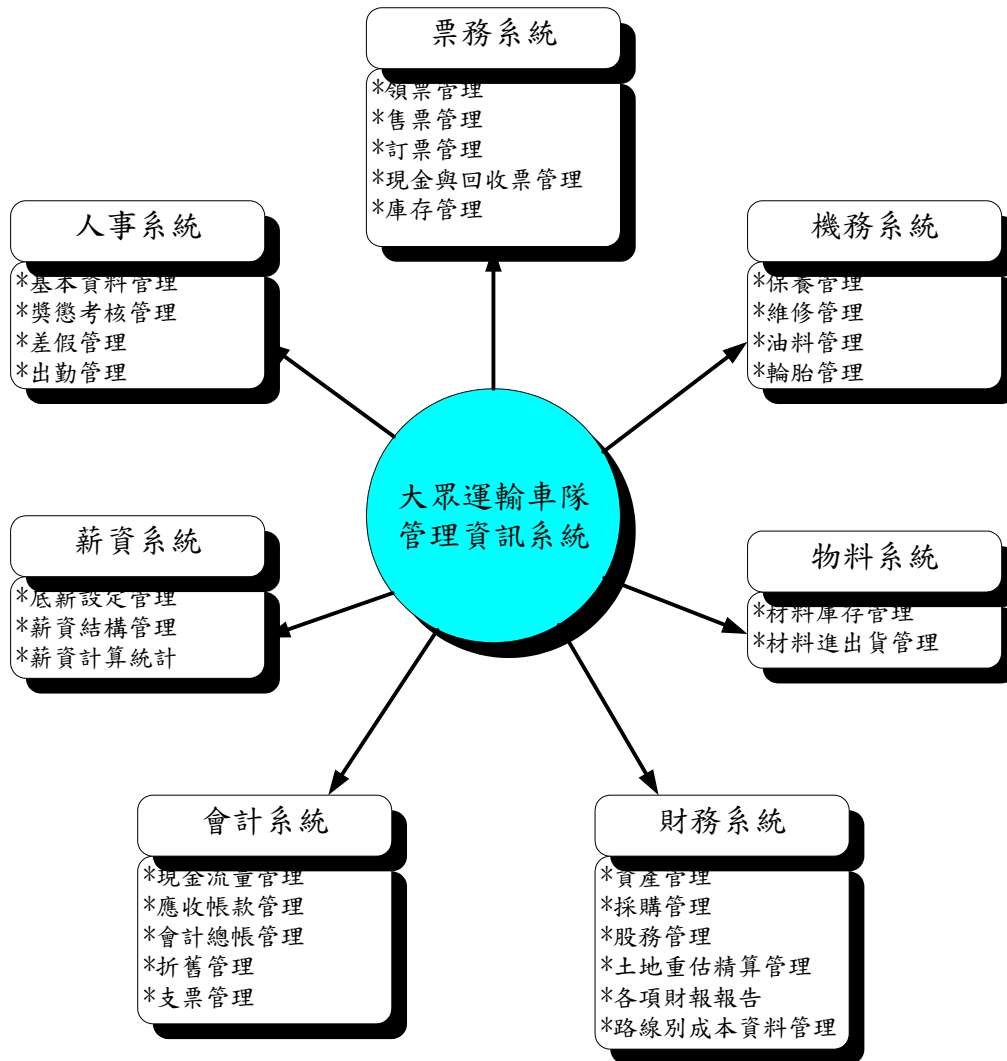 票務系統
*領票管理
*售票管理
*訂票管理
*現金與回收票管理
*庫存管理
人事系統
*基本資料管理
*獎懲考核管理
*差假管理
*出勤管理
機務系統
*保養管理
*維修管理
*油料管理
*輪胎管理
大眾運輸車隊
管理資訊系統
薪資系統
*底薪設定管理
*薪資結構管理
*薪資計算統計
物料系統
*材料庫存管理
*材料進出貨管理
會計系統
*現金流量管理
*應收帳款管理
*會計總帳管理
*折舊管理
*支票管理
財務系統
*資產管理
*採購管理
*股務管理
*土地重估精算管理
*各項財報報告
*路線別成本資料管理